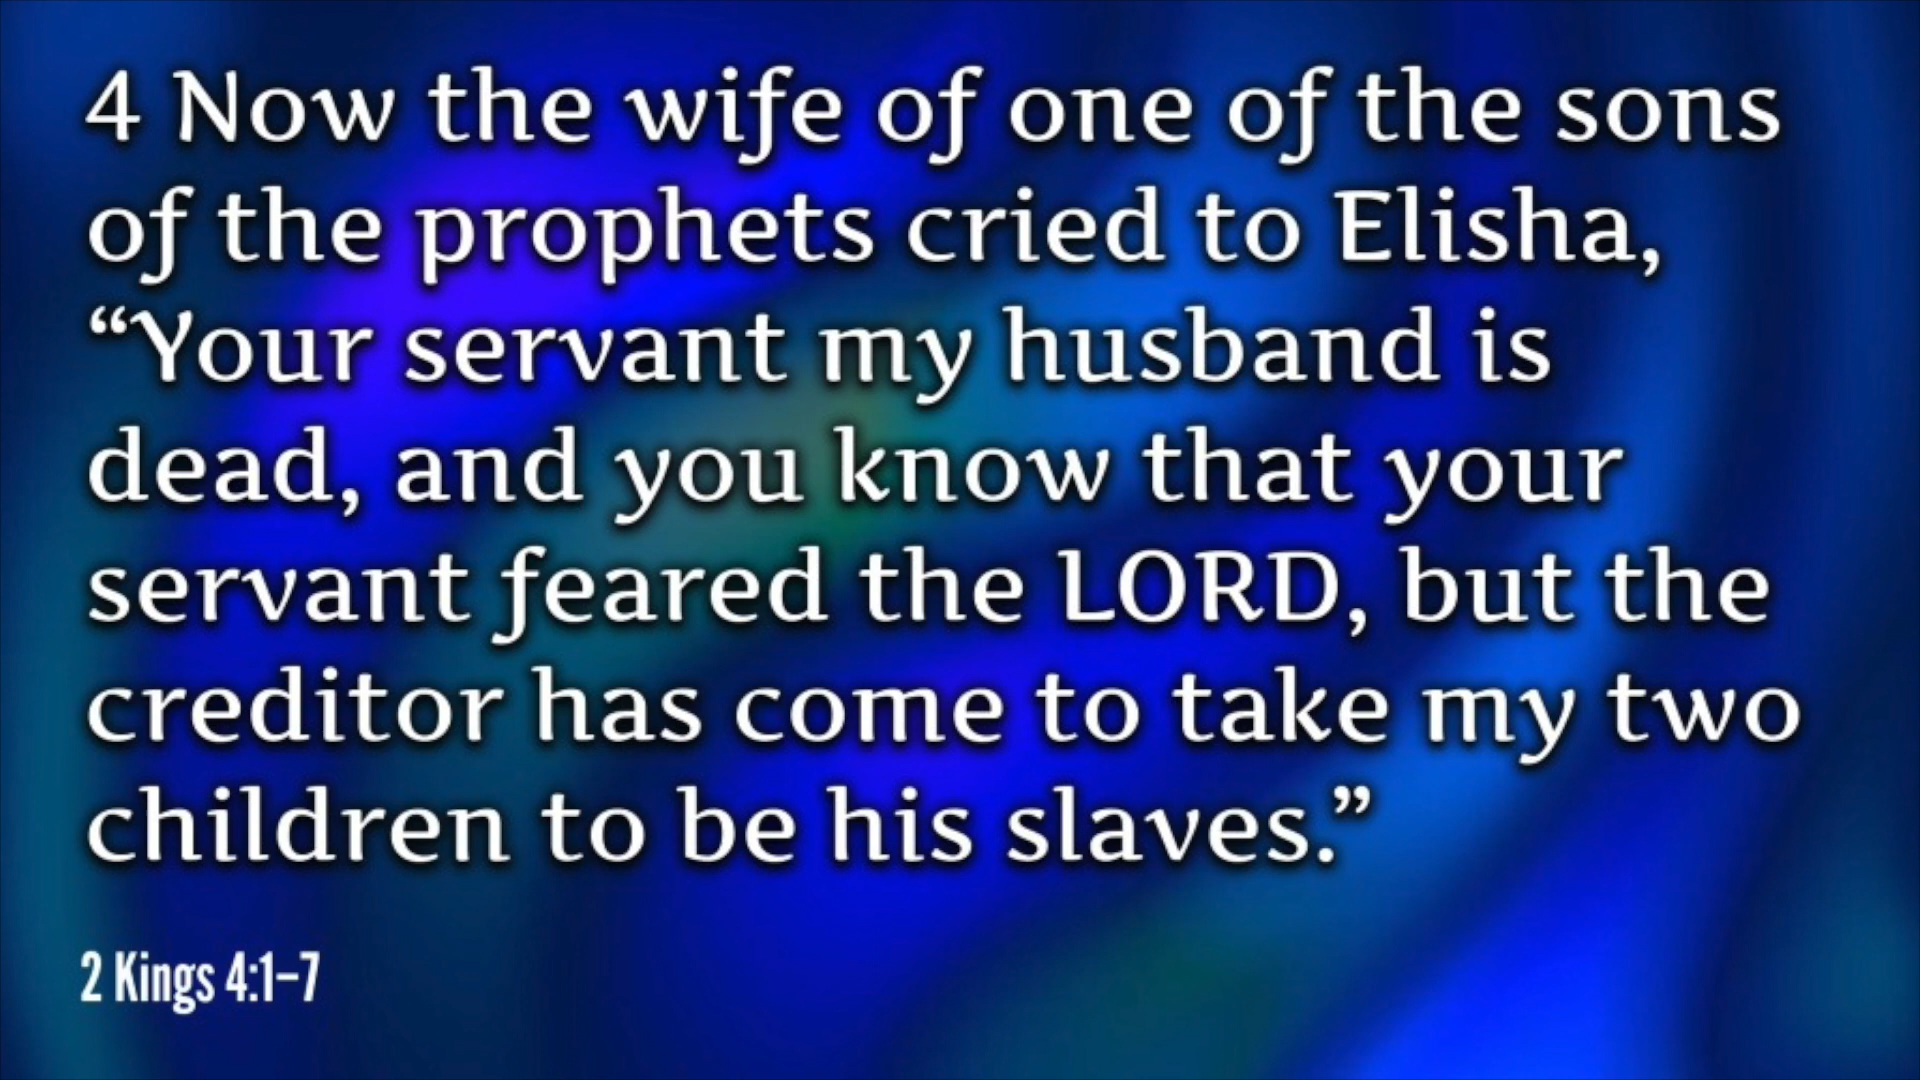 4 Now the wife of one of the sons
of the prophets cried to Elisha,
“Your servant my husband is
dead, and you know that your
servant feared the LORD, but the
creditor has come to take my two
children to be his slaves.”
2 Kings 4:1–7